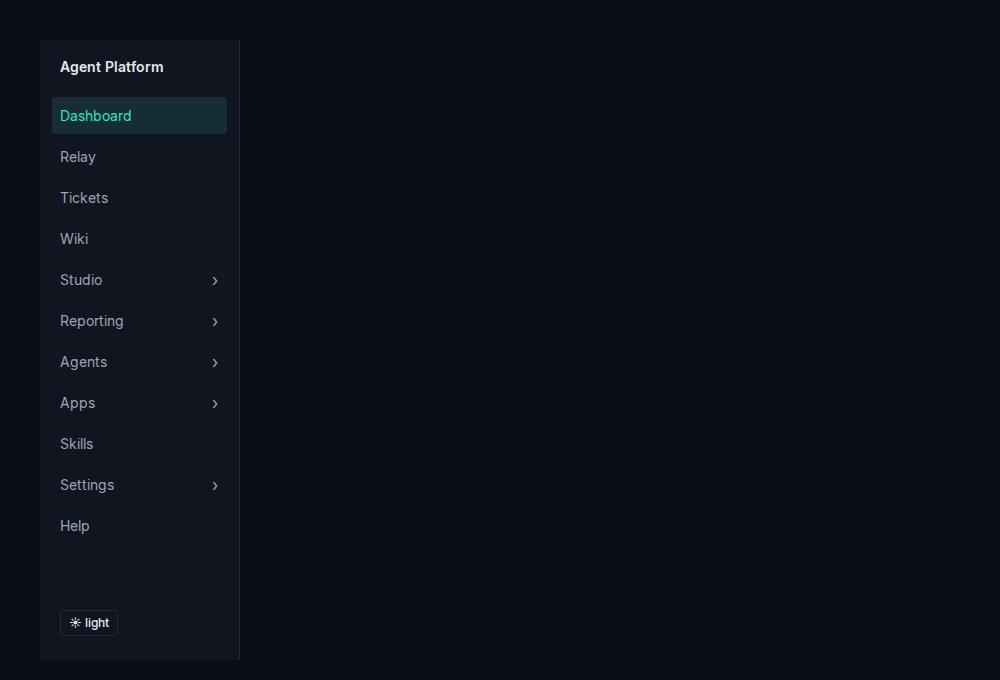 Agent Platform
Dashboard
Relay
Tickets
Wiki
Studio ›
Reporting ›
Agents ›
Apps ›
Skills
Settings ›
Help
☀ light